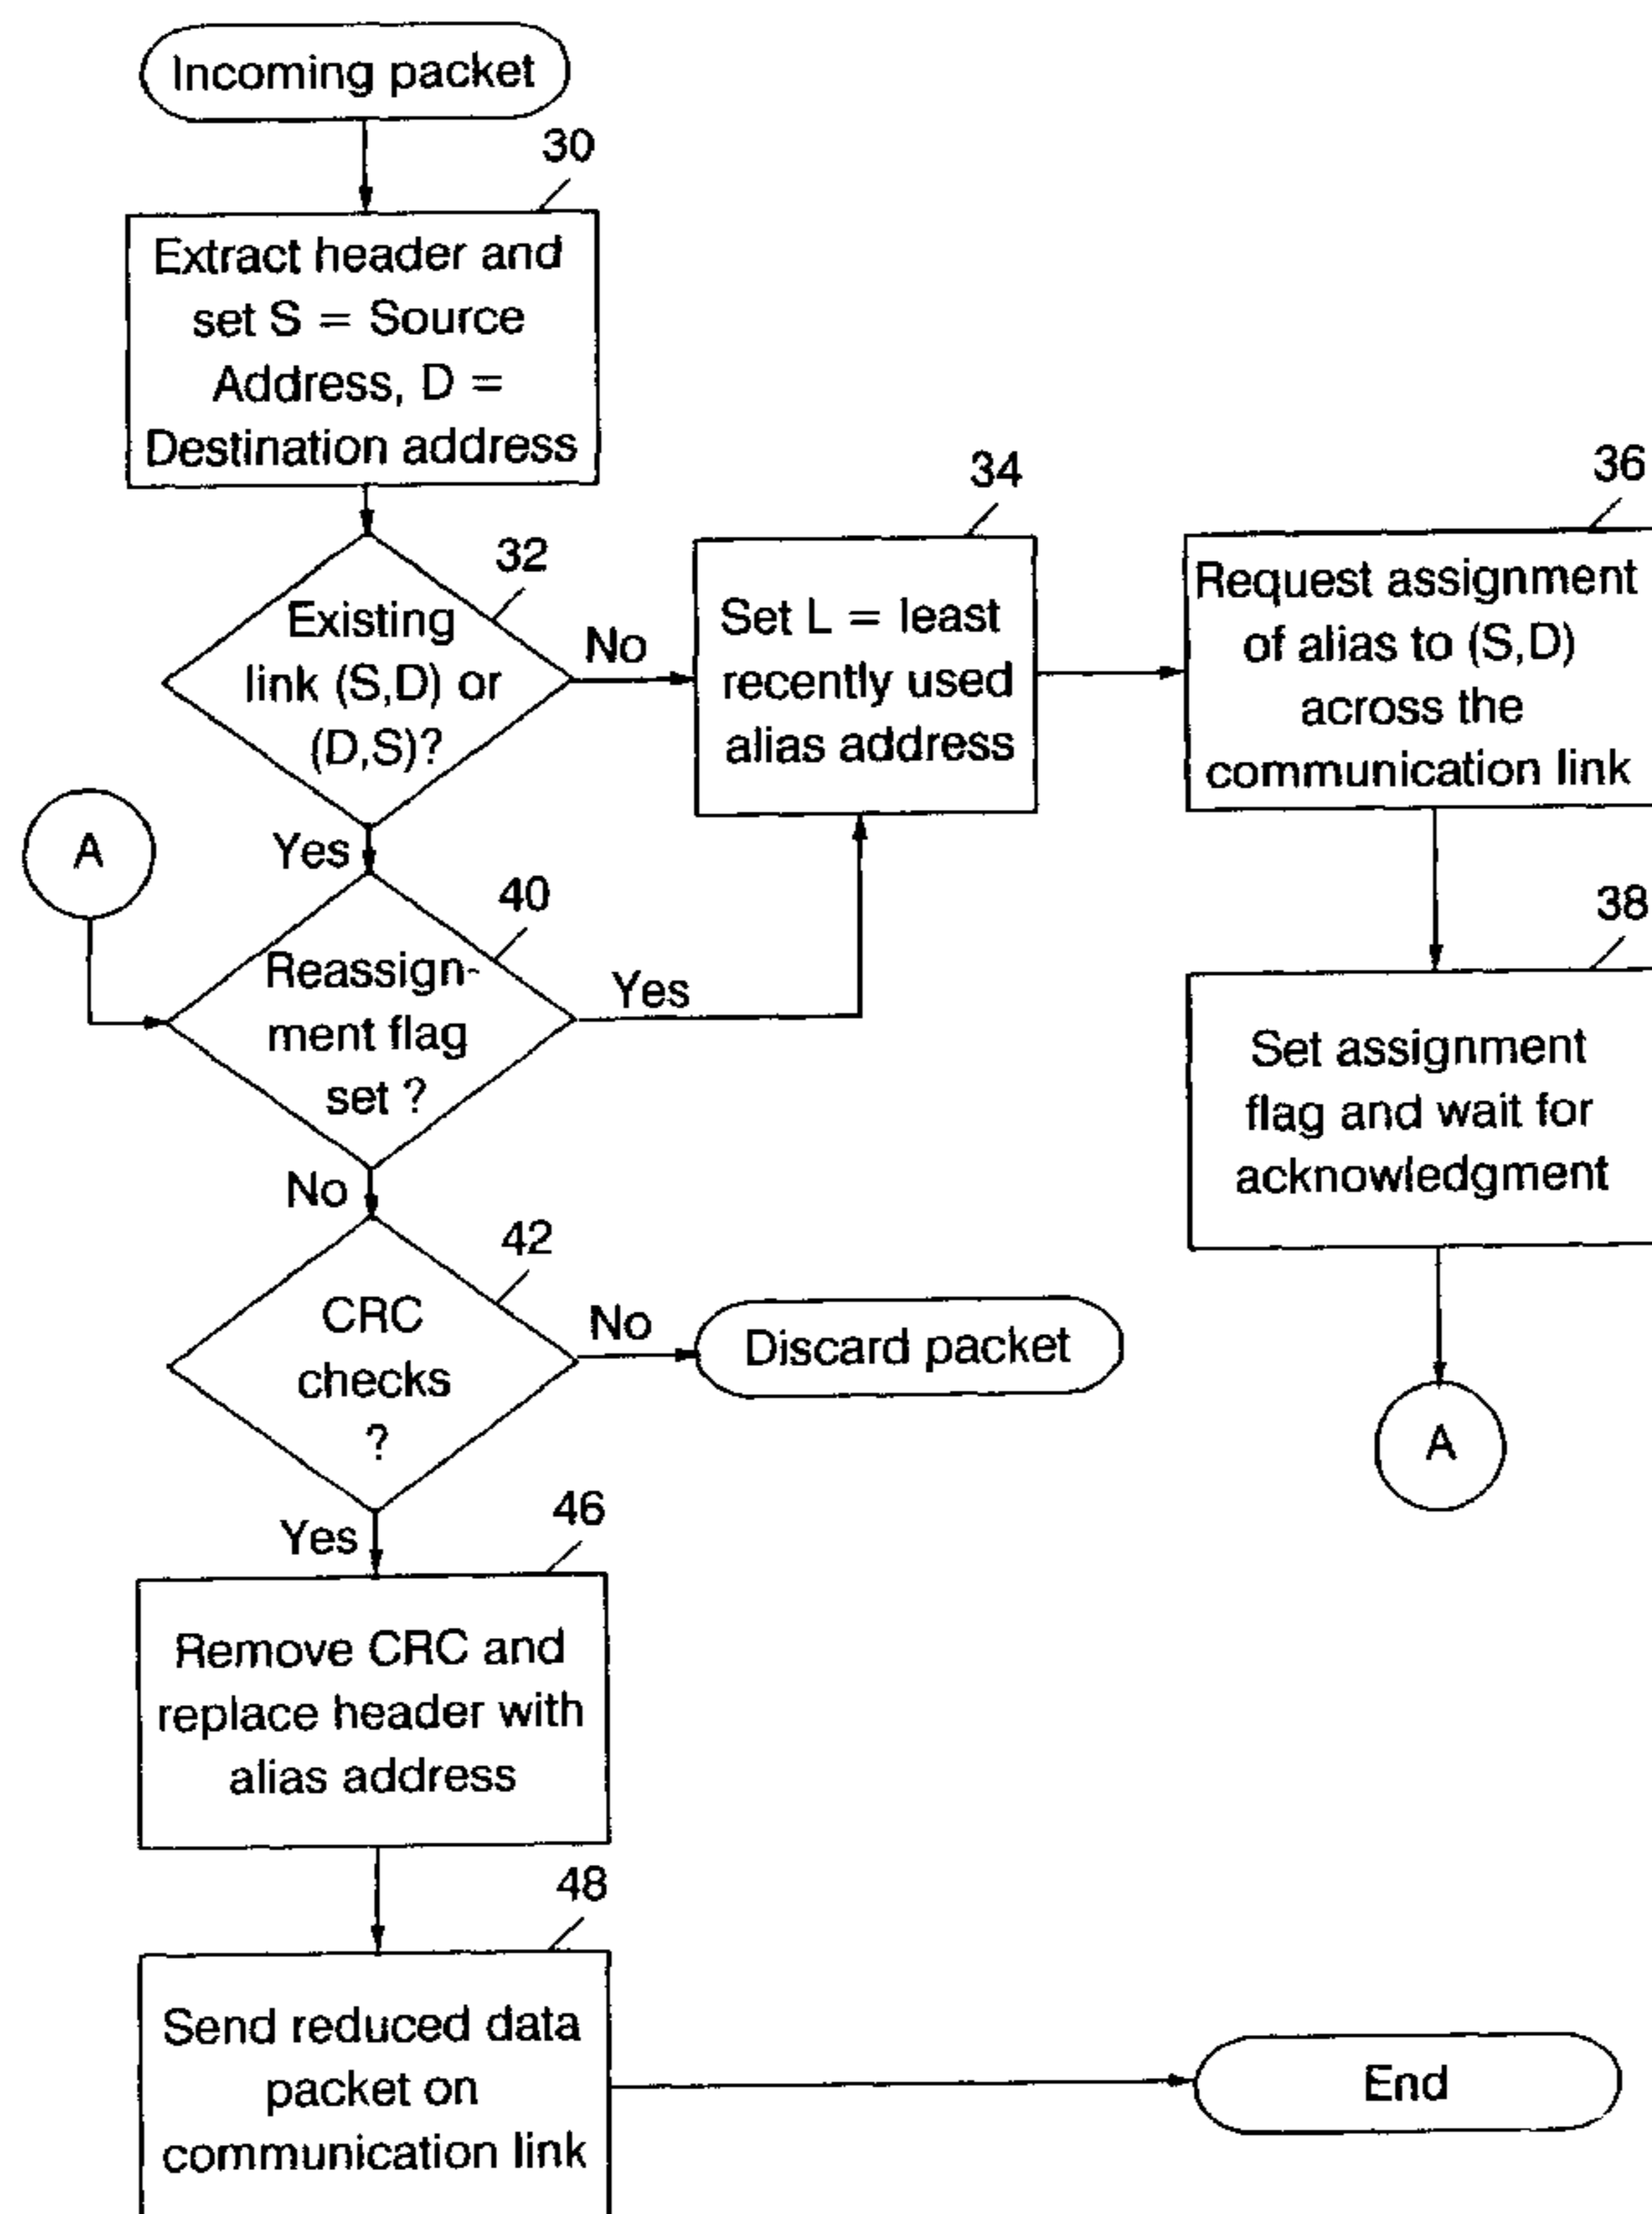 Incoming packet
30
Extract header and
set S = Source
Address, D =
Destination address
32
Existing
link (S,D) or
(D,S)?
No
Yes
34
Set L = least
recently used
alias address
36
Request assignment
of alias to (S,D)
across the
communication link
38
Set assignment
flag and wait for
acknowledgment
A
A
40
Reassign-
ment flag
set ?
Yes
No
42
CRC
checks
?
No
Discard packet
Yes
46
Remove CRC and
replace header with
alias address
48
Send reduced data
packet on
communication link
End